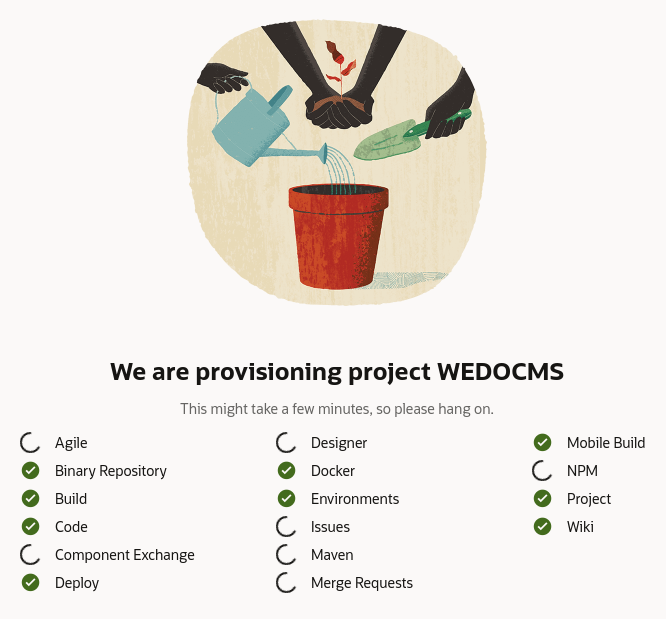 We are provisioning project WEDOCMS
This might take a few minutes, so please hang on.
Agile
Binary Repository
Build
Code
Component Exchange
Deploy
Designer
Docker
Environments
Issues
Maven
Merge Requests
Mobile Build
NPM
Project
Wiki